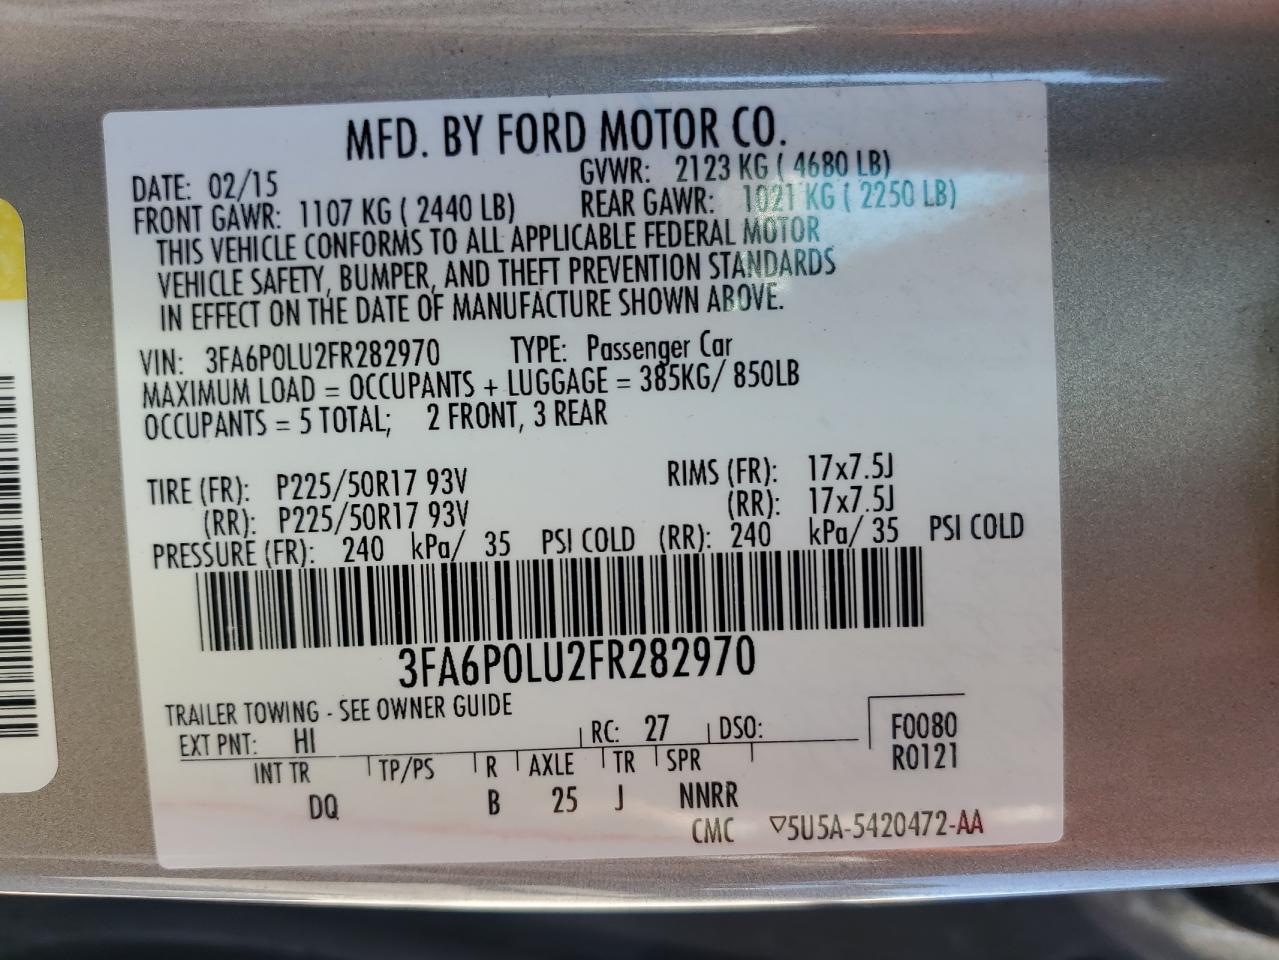 MFD. BY FORD MOTOR CO.
DATE: 02/15 GVWR: 2123 KG ( 4680 LB)
FRONT GAWR: 1107 KG ( 2440 LB) REAR GAWR: 1021 KG ( 2250 LB)
THIS VEHICLE CONFORMS TO ALL APPLICABLE FEDERAL MOTOR
VEHICLE SAFETY, BUMPER, AND THEFT PREVENTION STANDARDS
IN EFFECT ON THE DATE OF MANUFACTURE SHOWN ABOVE.
VIN: 3FA6P0LU2FR282970 TYPE: Passenger Car
MAXIMUM LOAD = OCCUPANTS + LUGGAGE = 385KG/ 850LB
OCCUPANTS = 5 TOTAL; 2 FRONT, 3 REAR
TIRE (FR): P225/50R17 93V RIMS (FR): 17x7.5J
(RR): P225/50R17 93V (RR): 17x7.5J
PRESSURE (FR): 240 kPa/ 35 PSI COLD (RR): 240 kPa/ 35 PSI COLD
3FA6P0LU2FR282970
TRAILER TOWING - SEE OWNER GUIDE
EXT PNT: HI RC: 27 DSO: F0080
R0121
INT TR TP/PS R AXLE TR SPR
DQ B 25 J NNRR
CMC ▽5U5A-5420472-AA